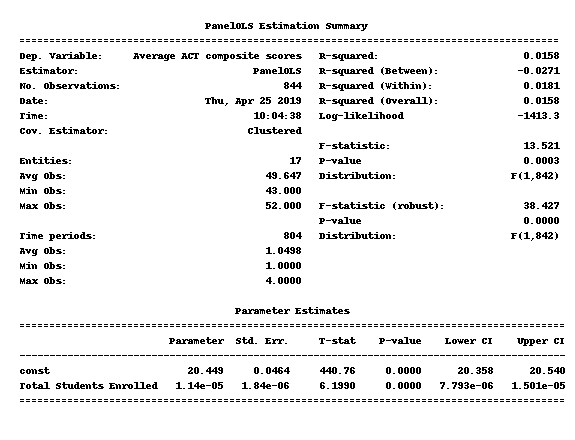 PanelOLS Estimation Summary
================================================================================
Dep. Variable: Average ACT composite scores R-squared: 0.0158
Estimator: PanelOLS R-squared (Between): -0.0271
No. Observations: 844 R-squared (Within): 0.0181
Date: Thu, Apr 25 2019 R-squared (Overall): 0.0158
Time: 10:04:38 Log-likelihood -1413.3
Cov. Estimator: Clustered
F-statistic: 13.521
Entities: 17 P-value 0.0003
Avg Obs: 49.647 Distribution: F(1,842)
Min Obs: 43.000
Max Obs: 52.000 F-statistic (robust): 38.427
P-value 0.0000
Time periods: 804 Distribution: F(1,842)
Avg Obs: 1.0498
Min Obs: 1.0000
Max Obs: 4.0000
Parameter Estimates
================================================================================
Parameter Std. Err. T-stat P-value Lower CI Upper CI
--------------------------------------------------------------------------------
const 20.449 0.0464 440.76 0.0000 20.358 20.540
Total Students Enrolled 1.14e-05 1.84e-06 6.1990 0.0000 7.793e-06 1.501e-05
================================================================================